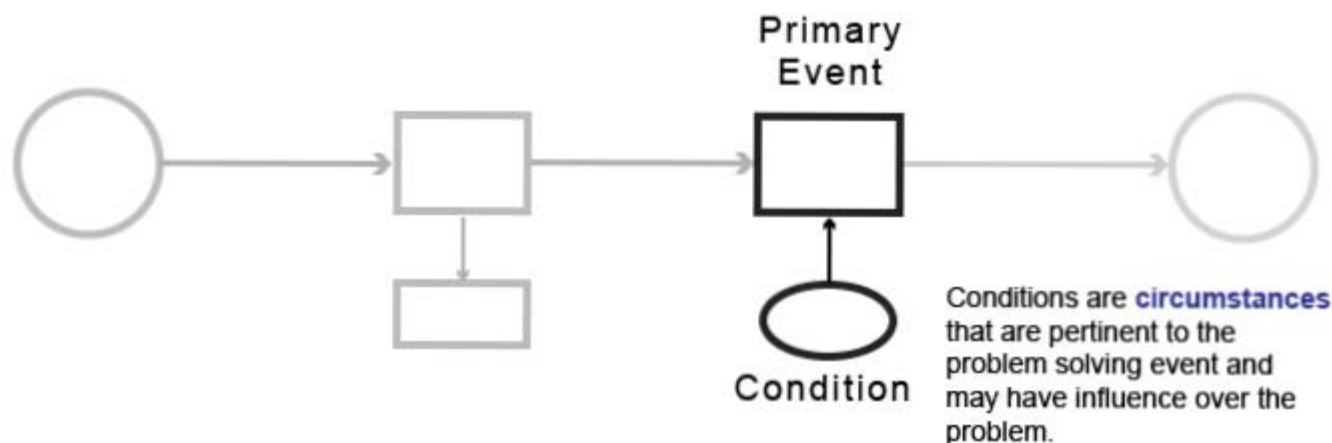 Primary
Event
Condition
Conditions are circumstances
that are pertinent to the
problem solving event and
may have influence over the
problem.